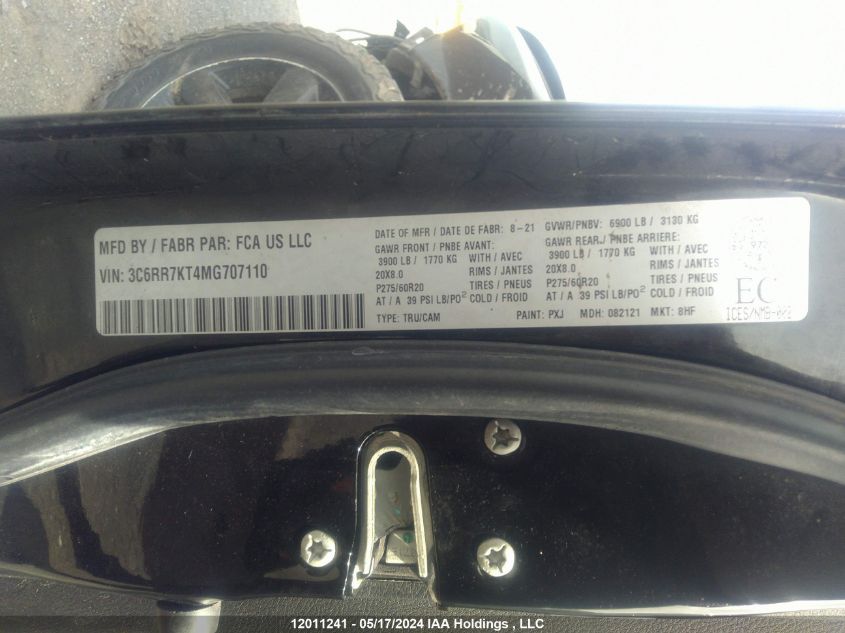 MFD BY / FABR PAR: FCA US LLC
VIN: 3C6RR7KT4MG707110
DATE OF MFR / DATE DE FABR: 8-21
GVWR/PNBV: 6900 LB / 3130 KG
GAWR FRONT / PNBE AVANT:
3900 LB / 1770 KG WITH / AVEC
20X8.0 RIMS / JANTES
P275/60R20 TIRES / PNEUS
AT / A 39 PSI LB/PO² COLD / FROID
GAWR REAR / PNBE ARRIERE:
3900 LB / 1770 KG WITH / AVEC
20X8.0 RIMS / JANTES
P275/60R20 TIRES / PNEUS
AT / A 39 PSI LB/PO² COLD / FROID
TYPE: TRU/CAM PAINT: PXJ MDH: 082121 MKT: 8HF
EC
ICES/NMB-002
12011241 - 05/17/2024 IAA Holdings , LLC